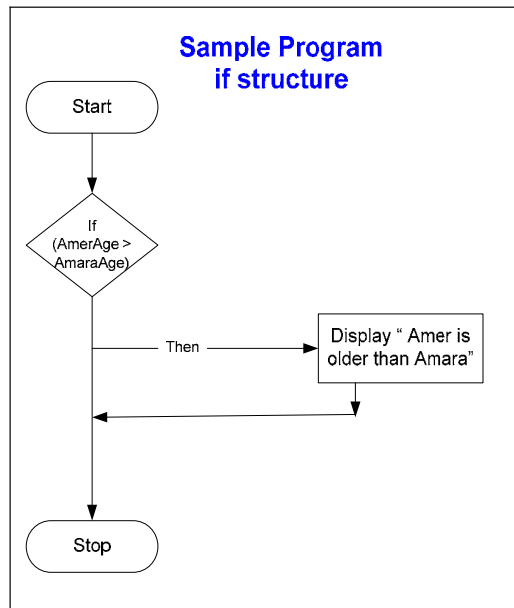 Sample Program
if structure
Start
If
(AmerAge >
AmaraAge)
Then
Display “ Amer is
older than Amara”
Stop